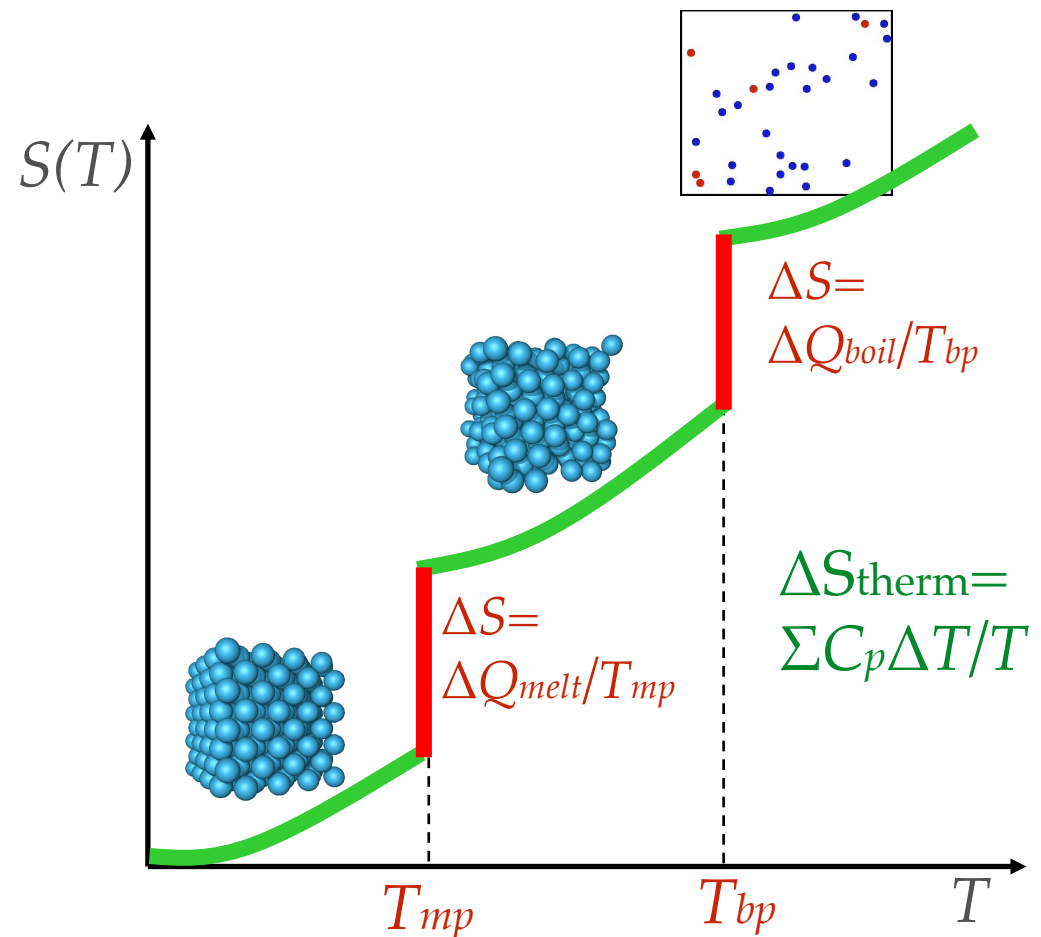 S(T)
ΔS=
ΔQboil/Tbp
ΔS=
ΔQmelt/Tmp
ΔStherm=
ΣCpΔT/T
Tmp
Tbp
T